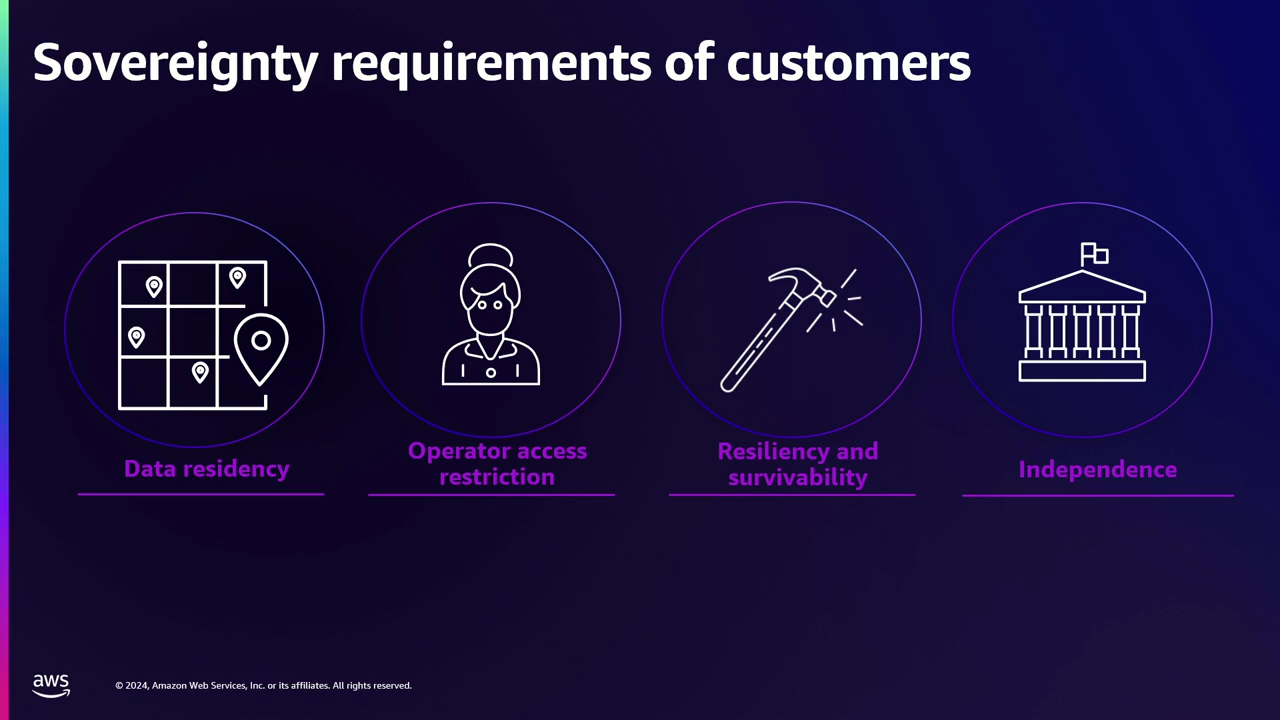 Sovereignty requirements of customers
Data residency
Operator access
restriction
Resiliency and
survivability
Independence
aws
© 2024, Amazon Web Services, Inc. or its affiliates. All rights reserved.